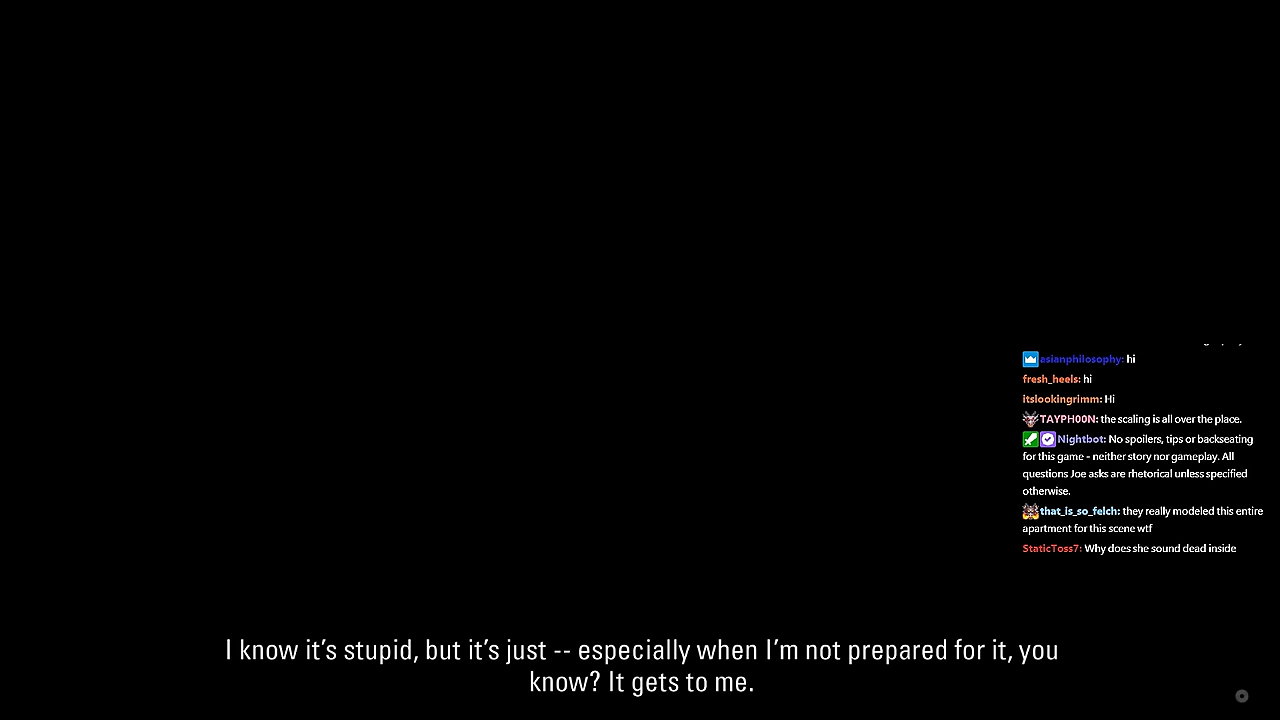 asianphilosophy: hi
fresh_heels: hi
itslookingrimm: Hi
TAYPH00N: the scaling is all over the place.
Nightbot: No spoilers, tips or backseating
for this game - neither story nor gameplay. All
questions Joe asks are rhetorical unless specified
otherwise.
that_is_so_felch: they really modeled this entire
apartment for this scene wtf
StaticToss7: Why does she sound dead inside
I know it's stupid, but it's just -- especially when I'm not prepared for it, you
know? It gets to me.